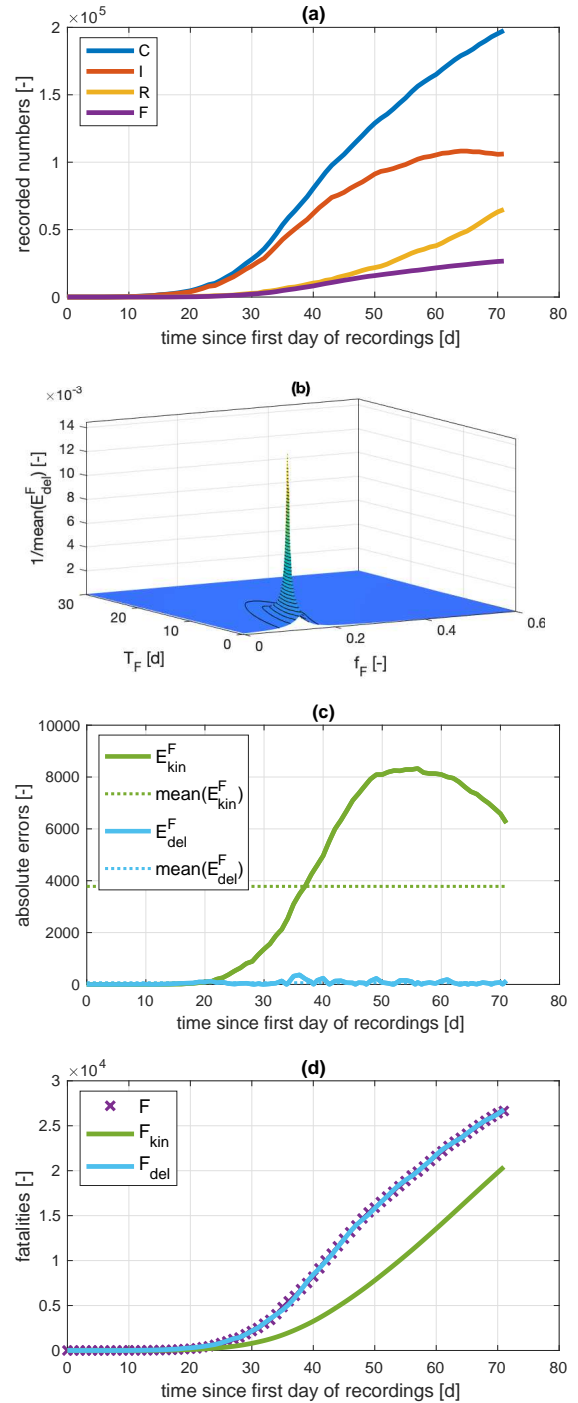 (a)
×10^5
2
1.5
1
0.5
0
C
I
R
F
recorded numbers [-]
0 10 20 30 40 50 60 70 80
time since first day of recordings [d]
(b)
×10^-3
14
12
10
8
6
4
2
1/mean(E^F_del) [-]
30
20
10
0
T_F [d]
0
0.2
0.4
0.6
f_F [-]
(c)
10000
8000
6000
4000
2000
0
E^F_kin
mean(E^F_kin)
E^F_del
mean(E^F_del)
absolute errors [-]
0 10 20 30 40 50 60 70 80
time since first day of recordings [d]
(d)
×10^4
3
2.5
2
1.5
1
0.5
0
F
F_kin
F_del
fatalities [-]
0 10 20 30 40 50 60 70 80
time since first day of recordings [d]